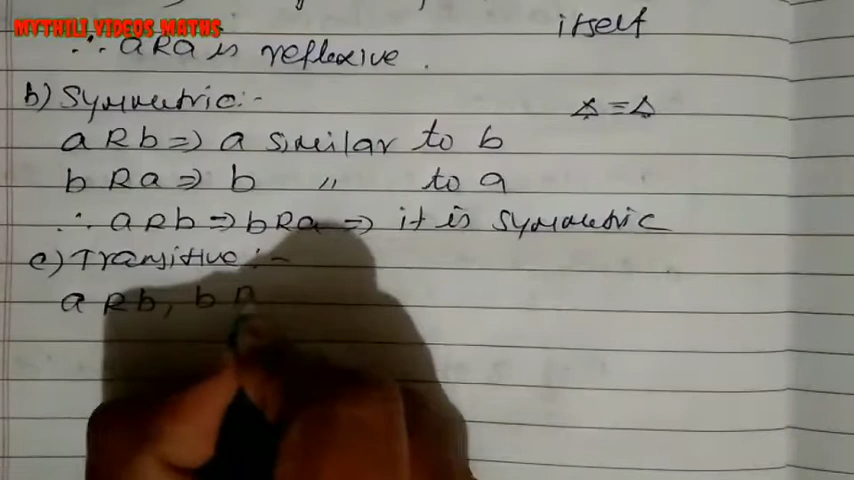 MYTHILI VIDEOS MATHS
itself
∴ aRa is reflexive.
b) Symmetric:-
△ = △
aRb ⇒ a similar to b
bRa ⇒ b " to a
∴ aRb ⇒ bRa ⇒ it is symmetric
c) Transitive:-
aRb, b